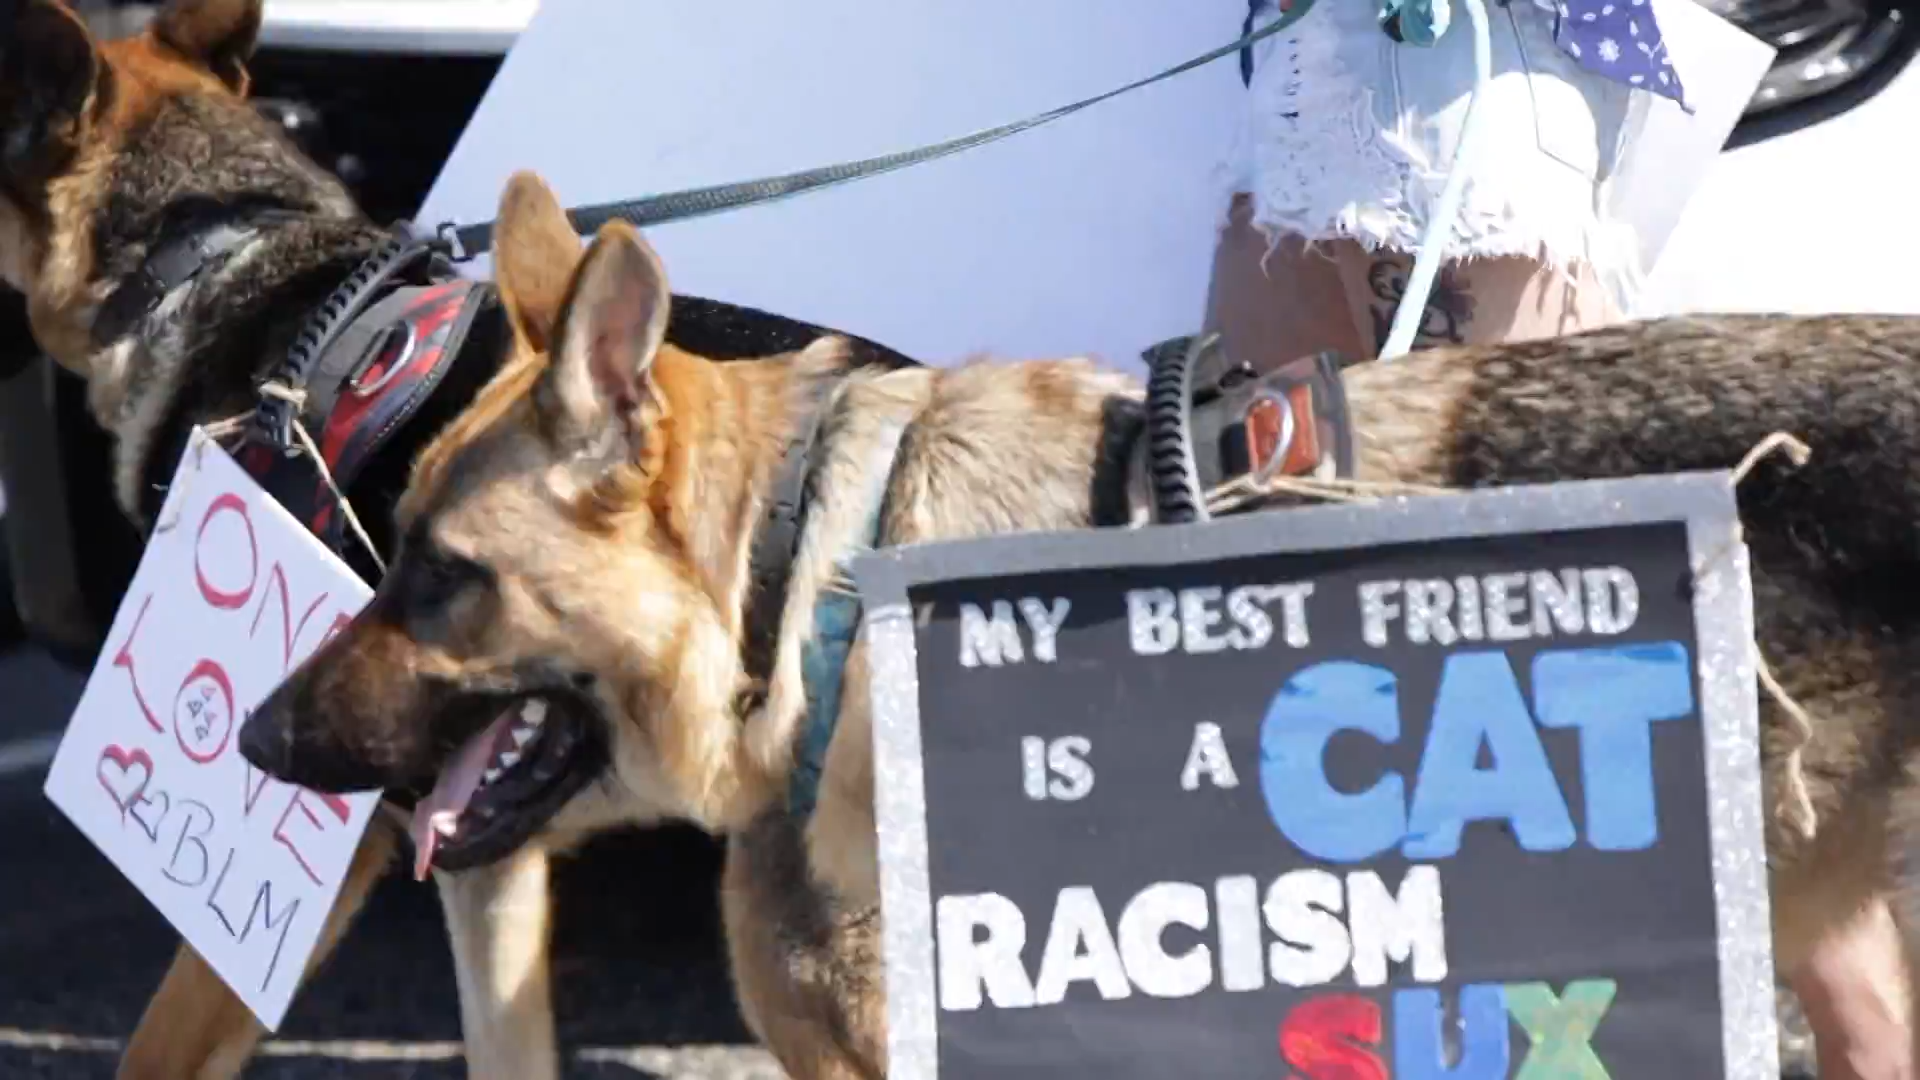 ONE
LOVE
BLM
MY BEST FRIEND
IS A CAT
RACISM
SUX